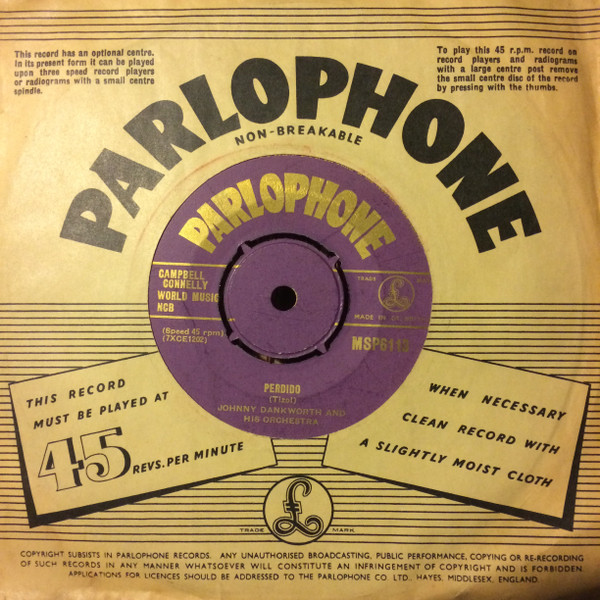 This record has an optional centre.
In its present form it can be played
upon three speed record players
or radiograms with a small centre
spindle.
To play this 45 r.p.m. record on
record players and radiograms
with a large centre post remove
the small centre disc of the record
by pressing with the thumbs.
PARLOPHONE
NON-BREAKABLE
PARLOPHONE
CAMPBELL
CONNELLY
WORLD MUSIC
NCB
(Speed 45 rpm)
(7XCE1202)
TRADE
£
MADE IN
MSP6113
PERDIDO
(Tizol)
JOHNNY DANKWORTH AND
HIS ORCHESTRA
THIS RECORD
MUST BE PLAYED AT
45 REVS. PER MINUTE
WHEN NECESSARY
CLEAN RECORD WITH
A SLIGHTLY MOIST CLOTH
£
TRADE MARK
COPYRIGHT SUBSISTS IN PARLOPHONE RECORDS. ANY UNAUTHORISED BROADCASTING, PUBLIC PERFORMANCE, COPYING OR RE-RECORDING
OF SUCH RECORDS IN ANY MANNER WHATSOEVER WILL CONSTITUTE AN INFRINGEMENT OF COPYRIGHT AND IS FORBIDDEN
APPLICATIONS FOR LICENCES SHOULD BE ADDRESSED TO THE PARLOPHONE CO. LTD., HAYES, MIDDLESEX, ENGLAND.